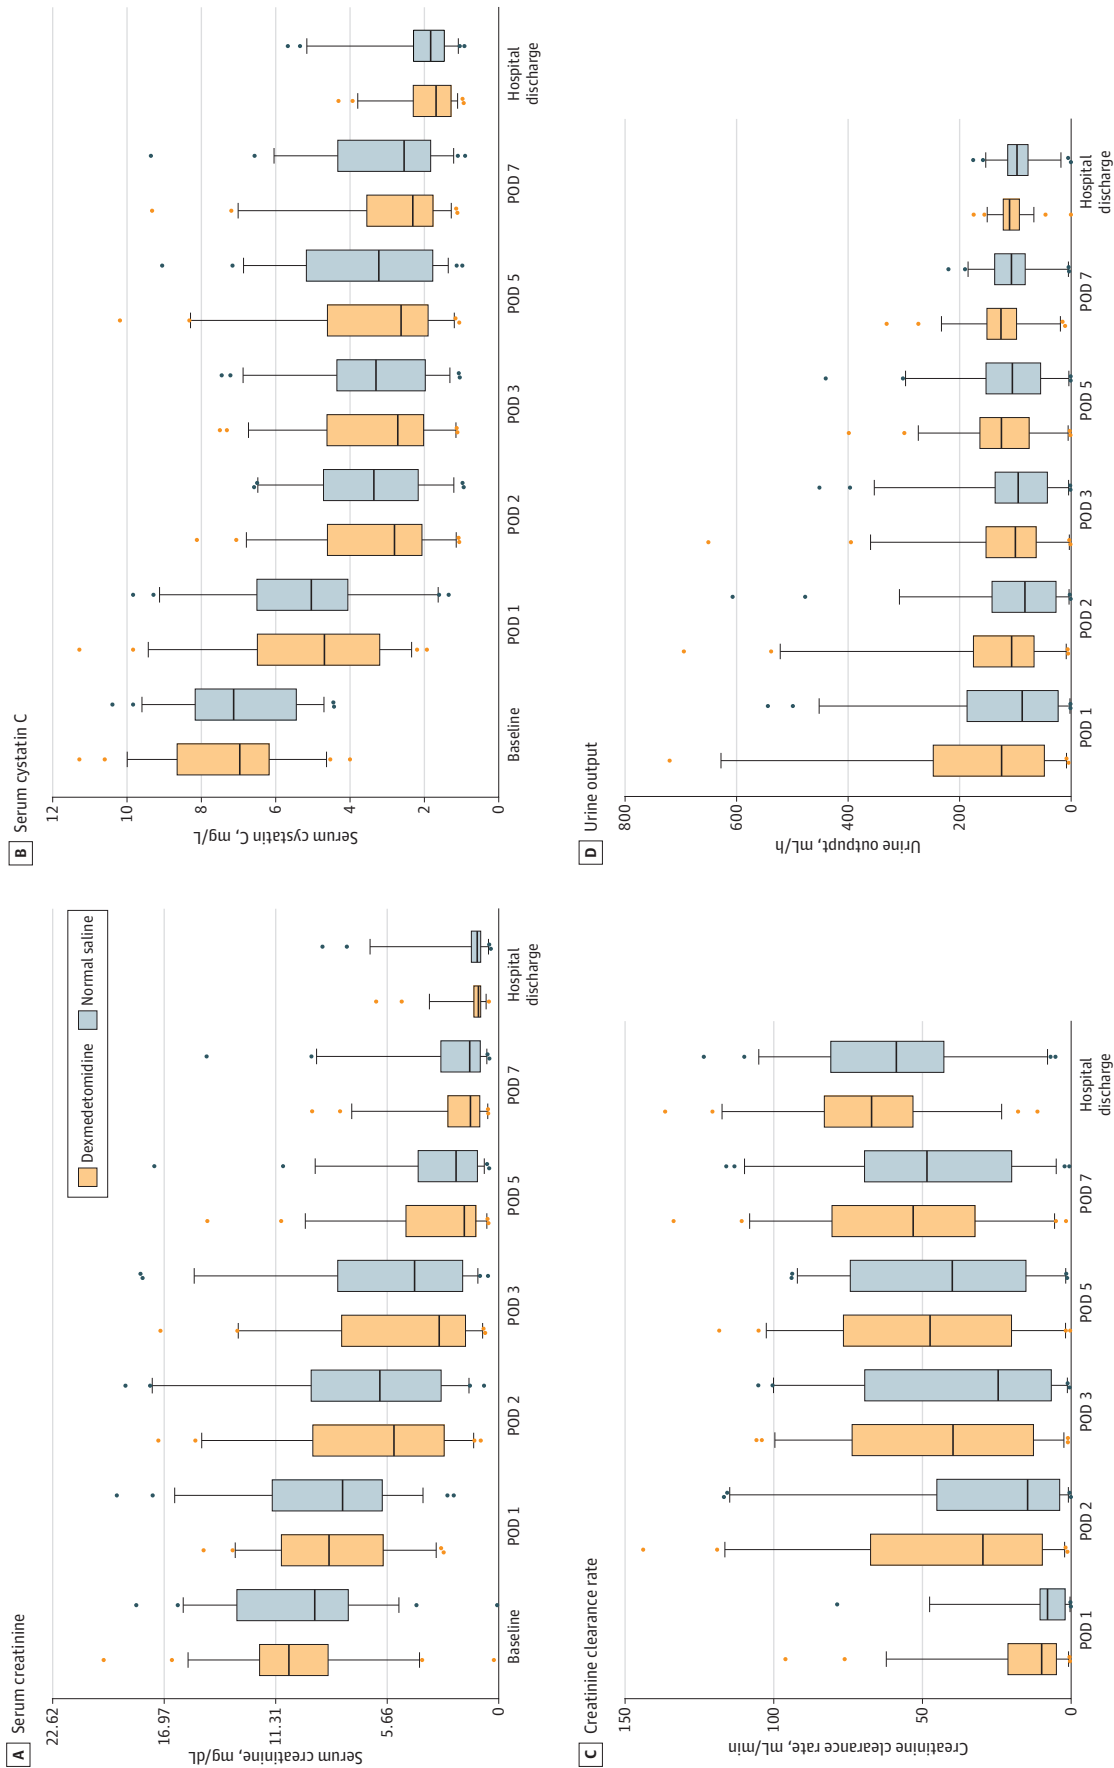 A Serum creatinine
Dexmedetomidine Normal saline
22.62
16.97
11.31
5.66
0
Serum creatinine, mg/dL
Baseline POD 1 POD 2 POD 3 POD 5 POD 7 Hospital
discharge
B Serum cystatin C
12
10
8
6
4
2
0
Serum cystatin C, mg/L
Baseline POD 1 POD 2 POD 3 POD 5 POD 7 Hospital
discharge
C Creatinine clearance rate
150
100
50
0
Creatinine clearance rate, mL/min
POD 1 POD 2 POD 3 POD 5 POD 7 Hospital
discharge
D Urine output
800
600
400
200
0
Urine outpupt, mL/h
POD 1 POD 2 POD 3 POD 5 POD 7 Hospital
discharge